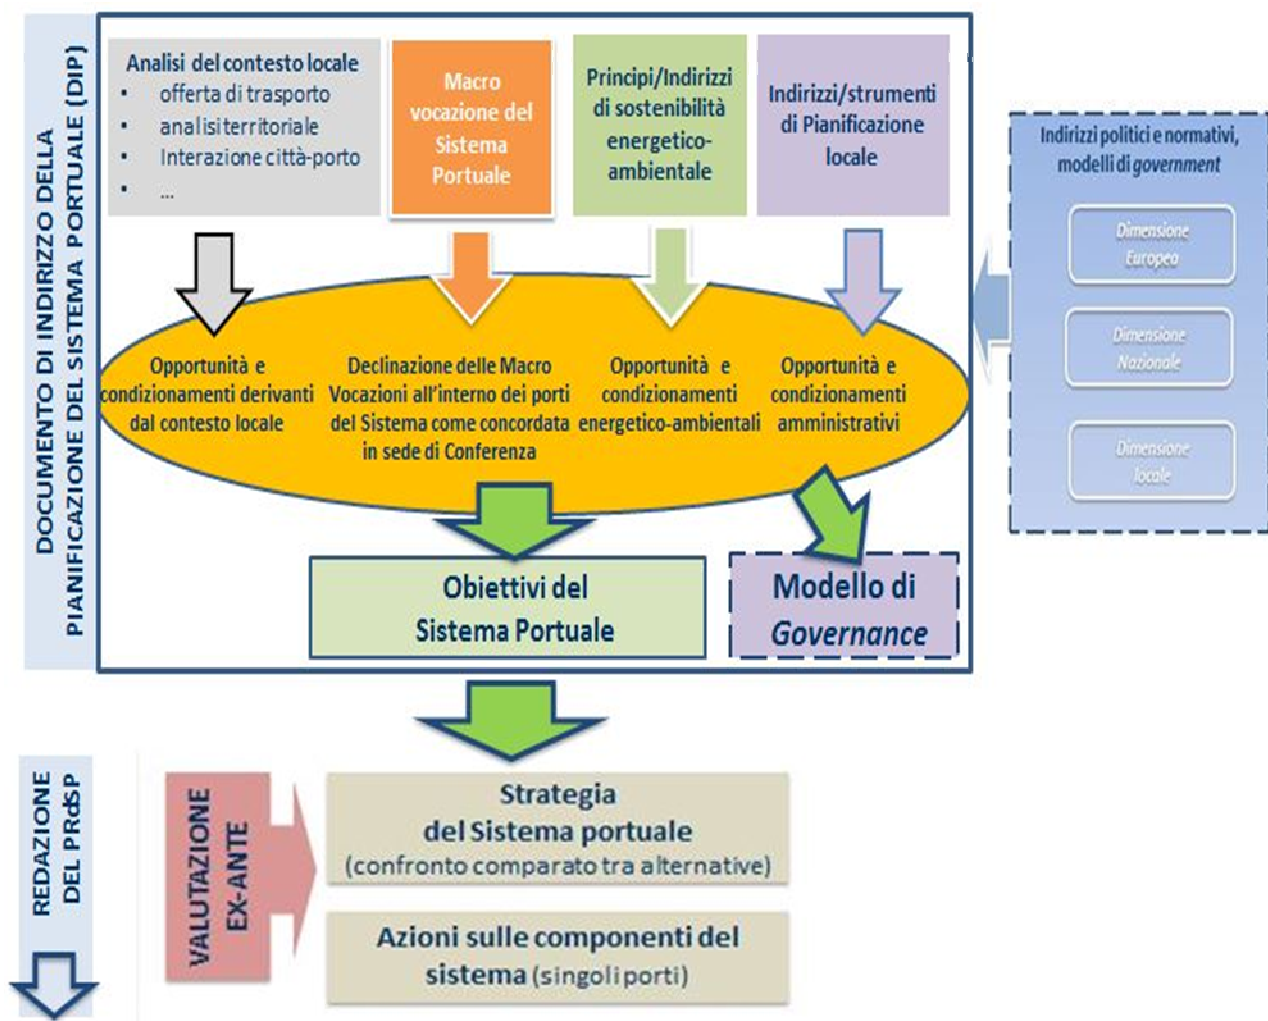 DOCUMENTO DI INDIRIZZO DELLA
PIANIFICAZIONE DEL SISTEMA PORTUALE (DIP)
Analisi del contesto locale
• offerta di trasporto
• analisi territoriale
• Interazione città-porto
• ...
Macro
vocazione del
Sistema
Portuale
Principi/Indirizzi
di sostenibilità
energetico-
ambientale
Indirizzi/strumenti
di Pianificazione
locale
Indirizzi politici e normativi,
modelli di government
Dimensione
Europea
Dimensione
Nazionale
Dimensione
locale
Opportunità e
condizionamenti derivanti
dal contesto locale
Declinazione delle Macro
Vocazioni all'interno dei porti
del Sistema come concordata
in sede di Conferenza
Opportunità e
condizionamenti
energetico-ambientali
Opportunità e
condizionamenti
amministrativi
Obiettivi del
Sistema Portuale
Modello di
Governance
REDAZIONE
DEL PRdSP
VALUTAZIONE
EX-ANTE
Strategia
del Sistema portuale
(confronto comparato tra alternative)
Azioni sulle componenti del
sistema (singoli porti)